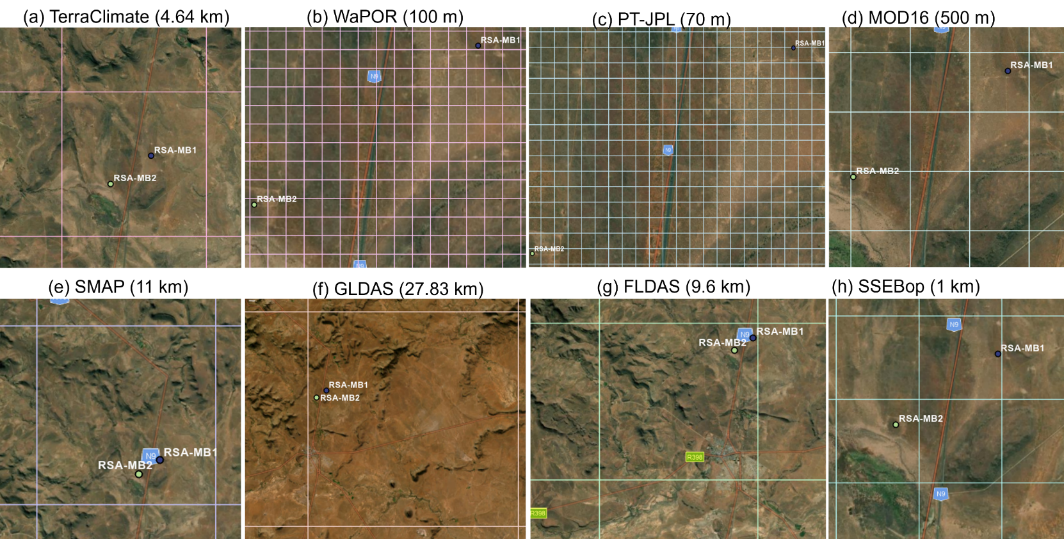 (a) TerraClimate (4.64 km)
(b) WaPOR (100 m)
(c) PT-JPL (70 m)
(d) MOD16 (500 m)
RSA-MB1
RSA-MB2
RSA-MB1
N9
RSA-MB2
N9
RSA-MB1
N9
RSA-MB2
RSA-MB1
RSA-MB2
(e) SMAP (11 km)
(f) GLDAS (27.83 km)
(g) FLDAS (9.6 km)
(h) SSEBop (1 km)
N9
RSA-MB1
RSA-MB2
RSA-MB1
RSA-MB2
N9
RSA-MB1
RSA-MB2
R398
R398
N9
RSA-MB1
RSA-MB2
N9